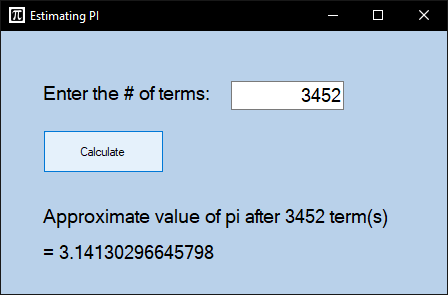 Estimating PI
Enter the # of terms: 3452
Calculate
Approximate value of pi after 3452 term(s)
= 3.14130296645798